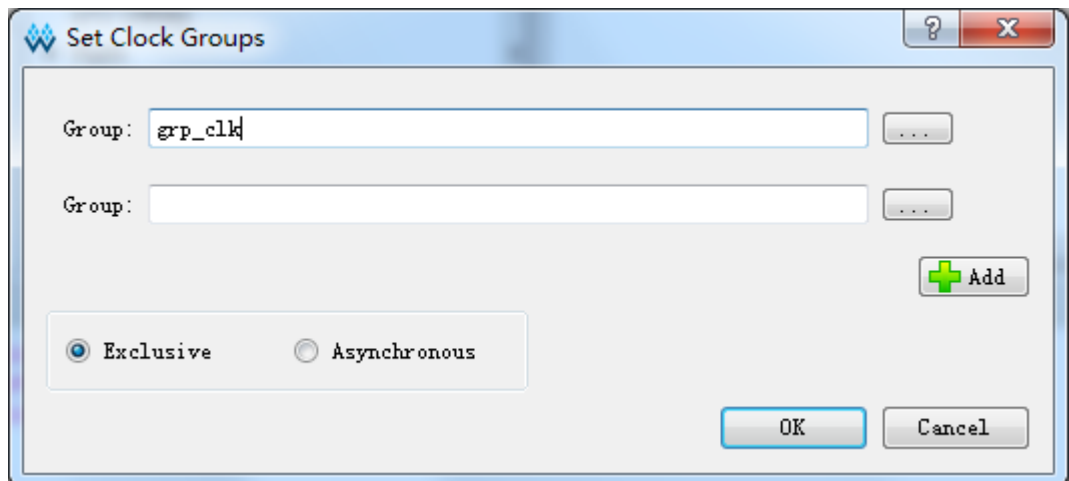 Set Clock Groups
Group: grp_clk ...
Group: ...
Add
Exclusive Asynchronous
OK Cancel